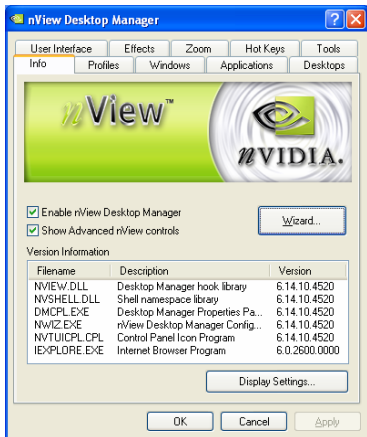 nView Desktop Manager
User Interface Effects Zoom Hot Keys Tools
Info Profiles Windows Applications Desktops
nView™
nVIDIA.
Enable nView Desktop Manager
Show Advanced nView controls
Wizard...
Version Information
Filename Description Version
NVIEW.DLL Desktop Manager hook library 6.14.10.4520
NVSHELL.DLL Shell namespace library 6.14.10.4520
DMCPL.EXE Desktop Manager Properties Pa... 6.14.10.4520
NWIZ.EXE nView Desktop Manager Config... 6.14.10.4520
NVTUICPL.CPL Control Panel Icon Program 6.14.10.4520
IEXPLORE.EXE Internet Browser Program 6.0.2600.0000
Display Settings...
OK Cancel Apply